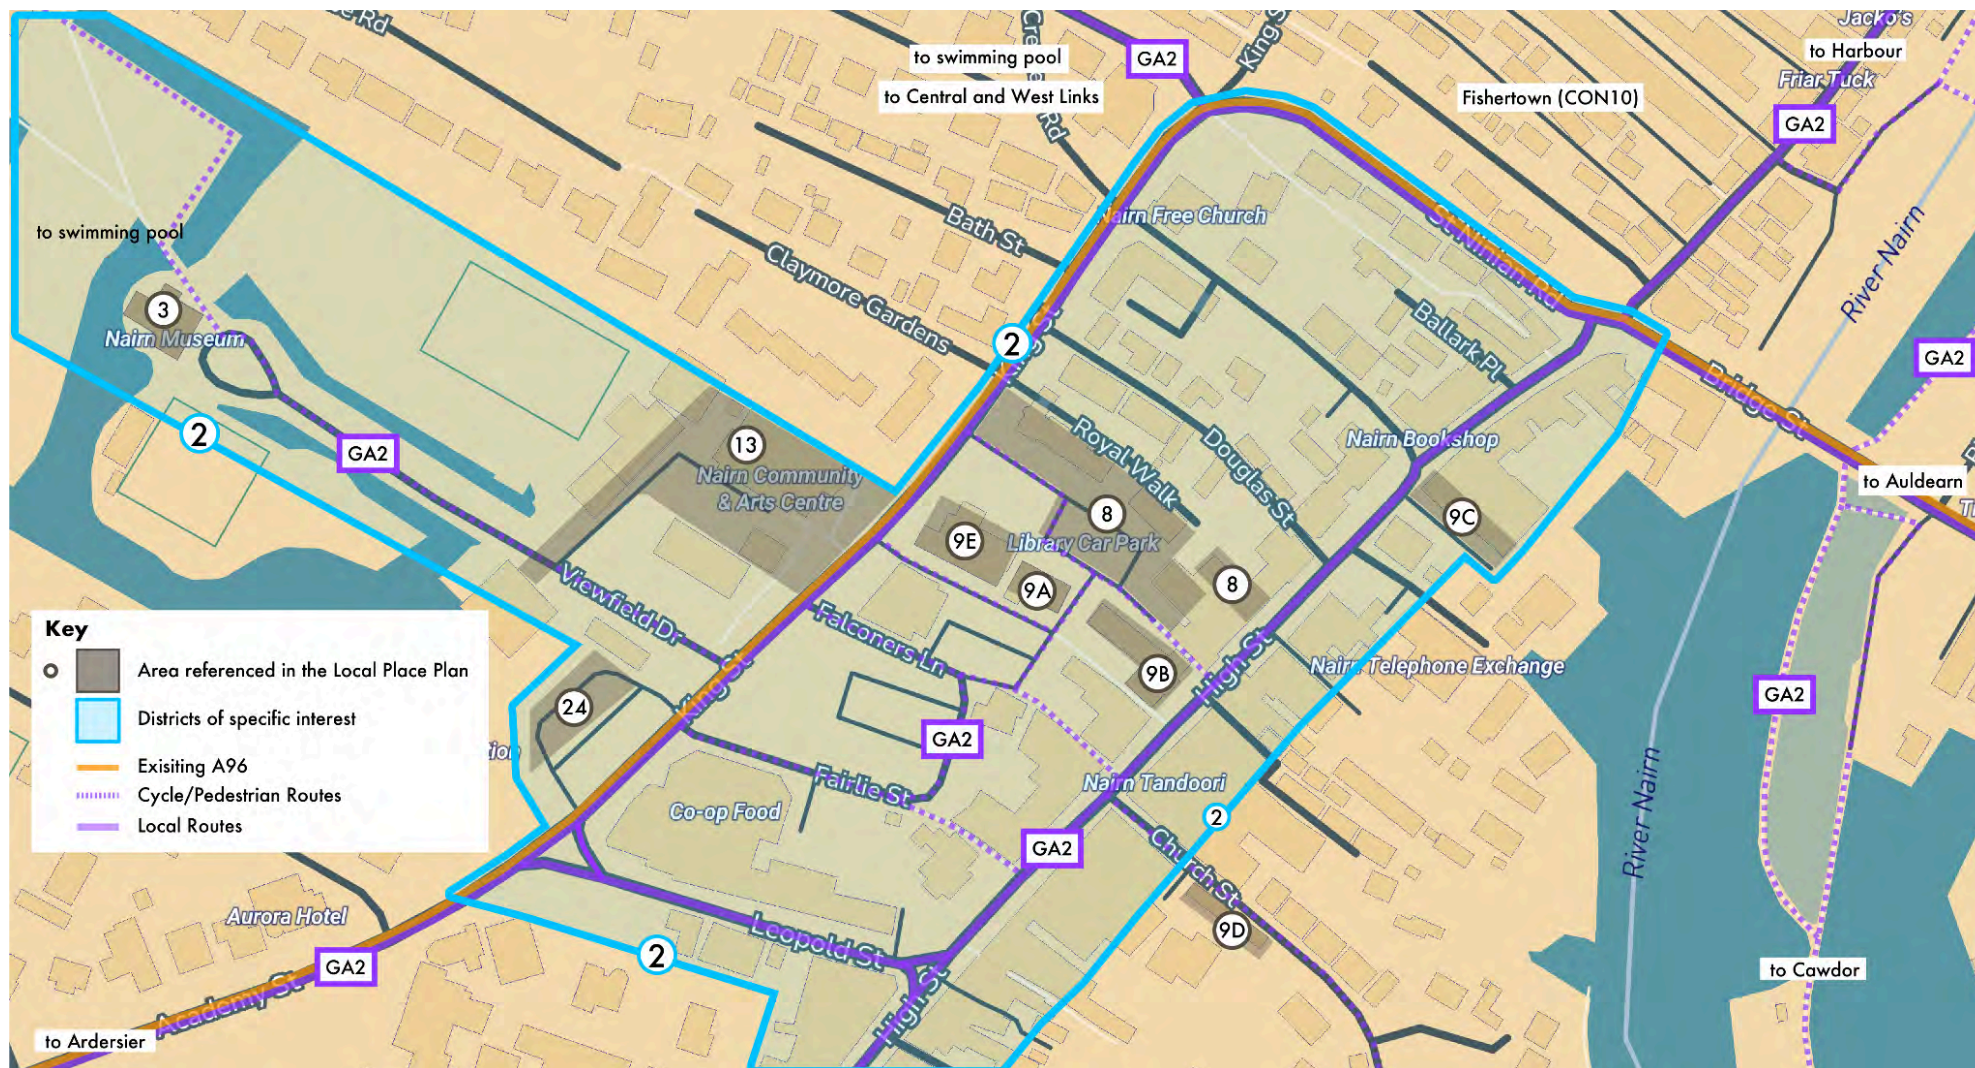 Jacko's
to Harbour
to swimming pool
GA2
King S
Friar Tuck
to Central and West Links
Fishertown (CON10)
GA2
Rd
Nairn Free Church
Bath St
St Ninian Rd
River Nairn
to swimming pool
Claymore Gardens
3
Nairn Museum
2
Ballark Pl
GA2
Bridge St
2
13
GA2
Nairn Community
& Arts Centre
Royal Walk
Douglas St
Nairn Bookshop
to Auldearn
8
9C
9E
Library Car Park
9A
8
Viewfield Dr
Falconers Ln
High St
Nairn Telephone Exchange
9B
King St
24
GA2
GA2
Key
Area referenced in the Local Place Plan
Districts of specific interest
Exisiting A96
Cycle/Pedestrian Routes
Local Routes
tion
Fairlie St
Nairn Tandoori
Co-op Food
2
River Nairn
GA2
Church St
Aurora Hotel
9D
Leopold St
2
GA2
to Cawdor
Academy St
High St
to Ardersier